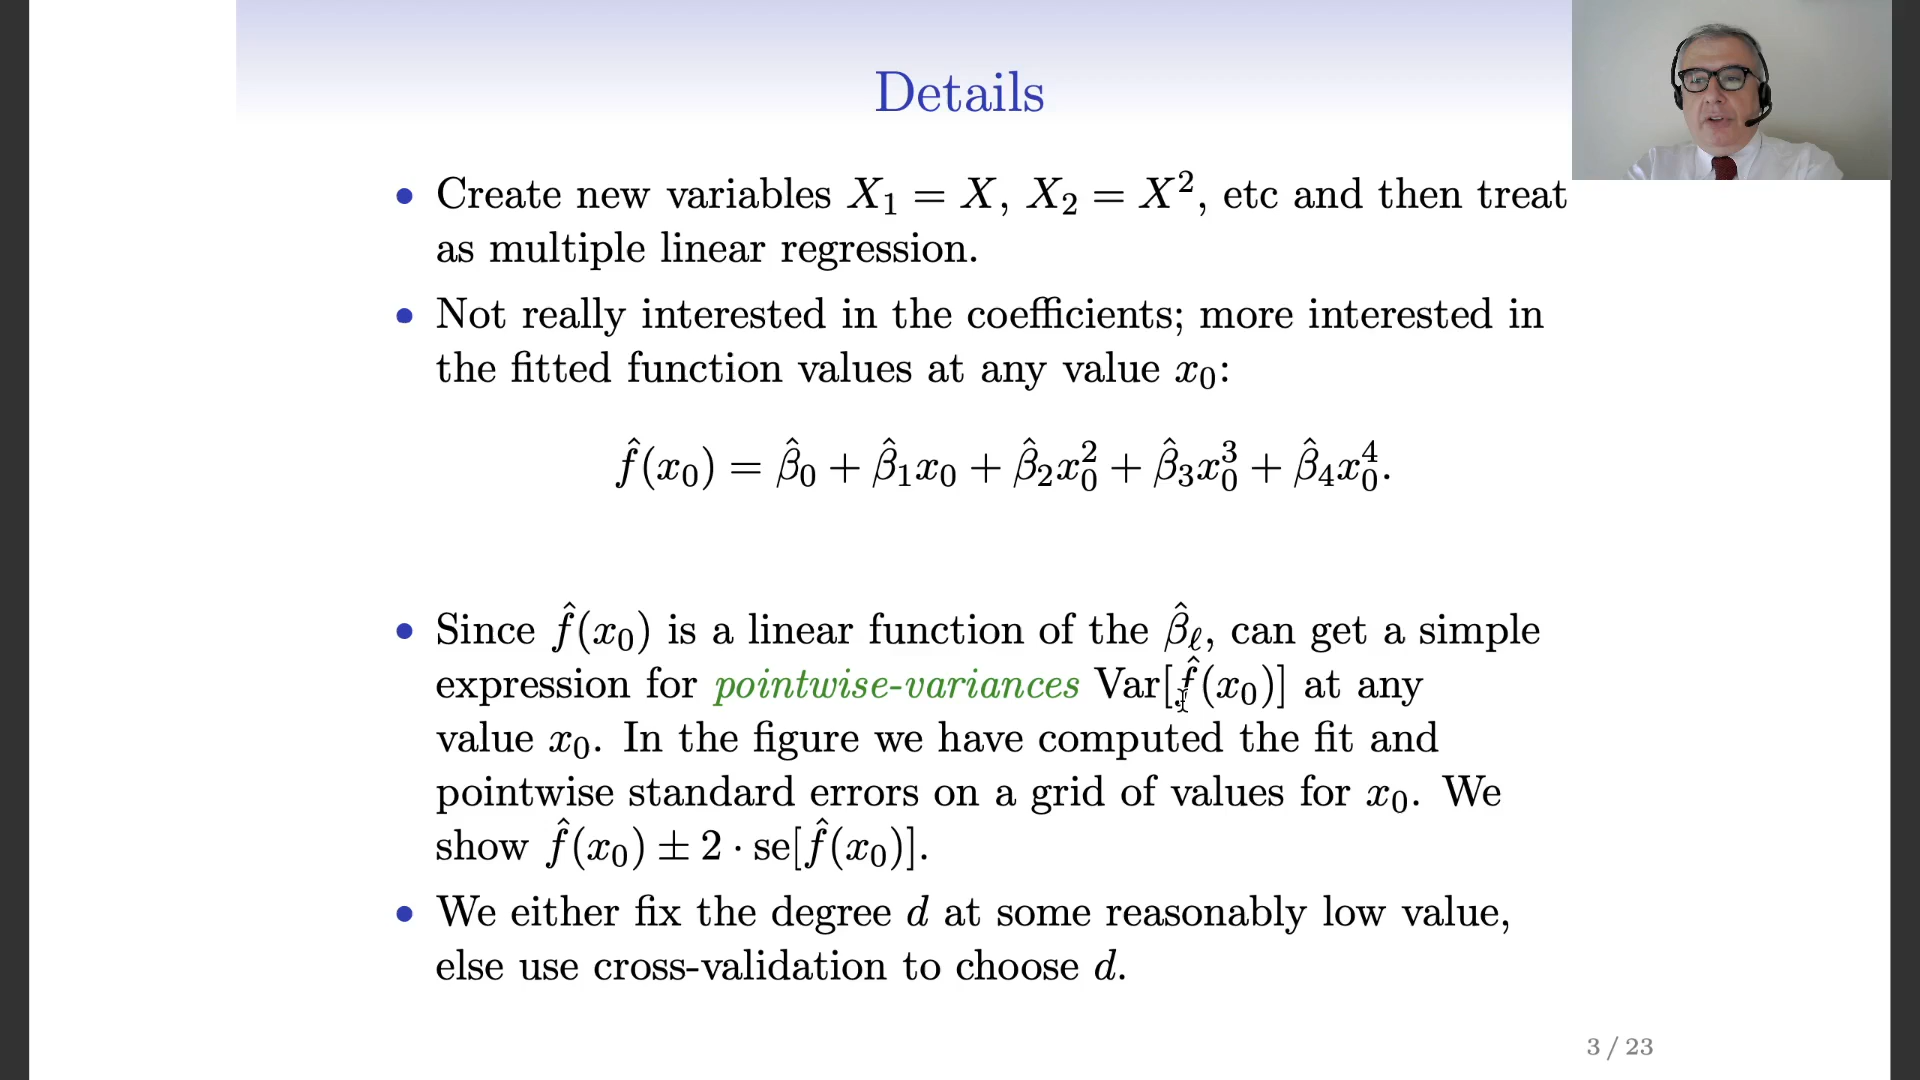 Details
• Create new variables X₁ = X, X₂ = X², etc and then treat
as multiple linear regression.
• Not really interested in the coefficients; more interested in
the fitted function values at any value x₀:
f̂(x₀) = β̂₀ + β̂₁x₀ + β̂₂x₀² + β̂₃x₀³ + β̂₄x₀⁴.
• Since f̂(x₀) is a linear function of the β̂ℓ, can get a simple
expression for pointwise-variances Var[f̂(x₀)] at any
value x₀. In the figure we have computed the fit and
pointwise standard errors on a grid of values for x₀. We
show f̂(x₀) ± 2 · se[f̂(x₀)].
• We either fix the degree d at some reasonably low value,
else use cross-validation to choose d.
3 / 23